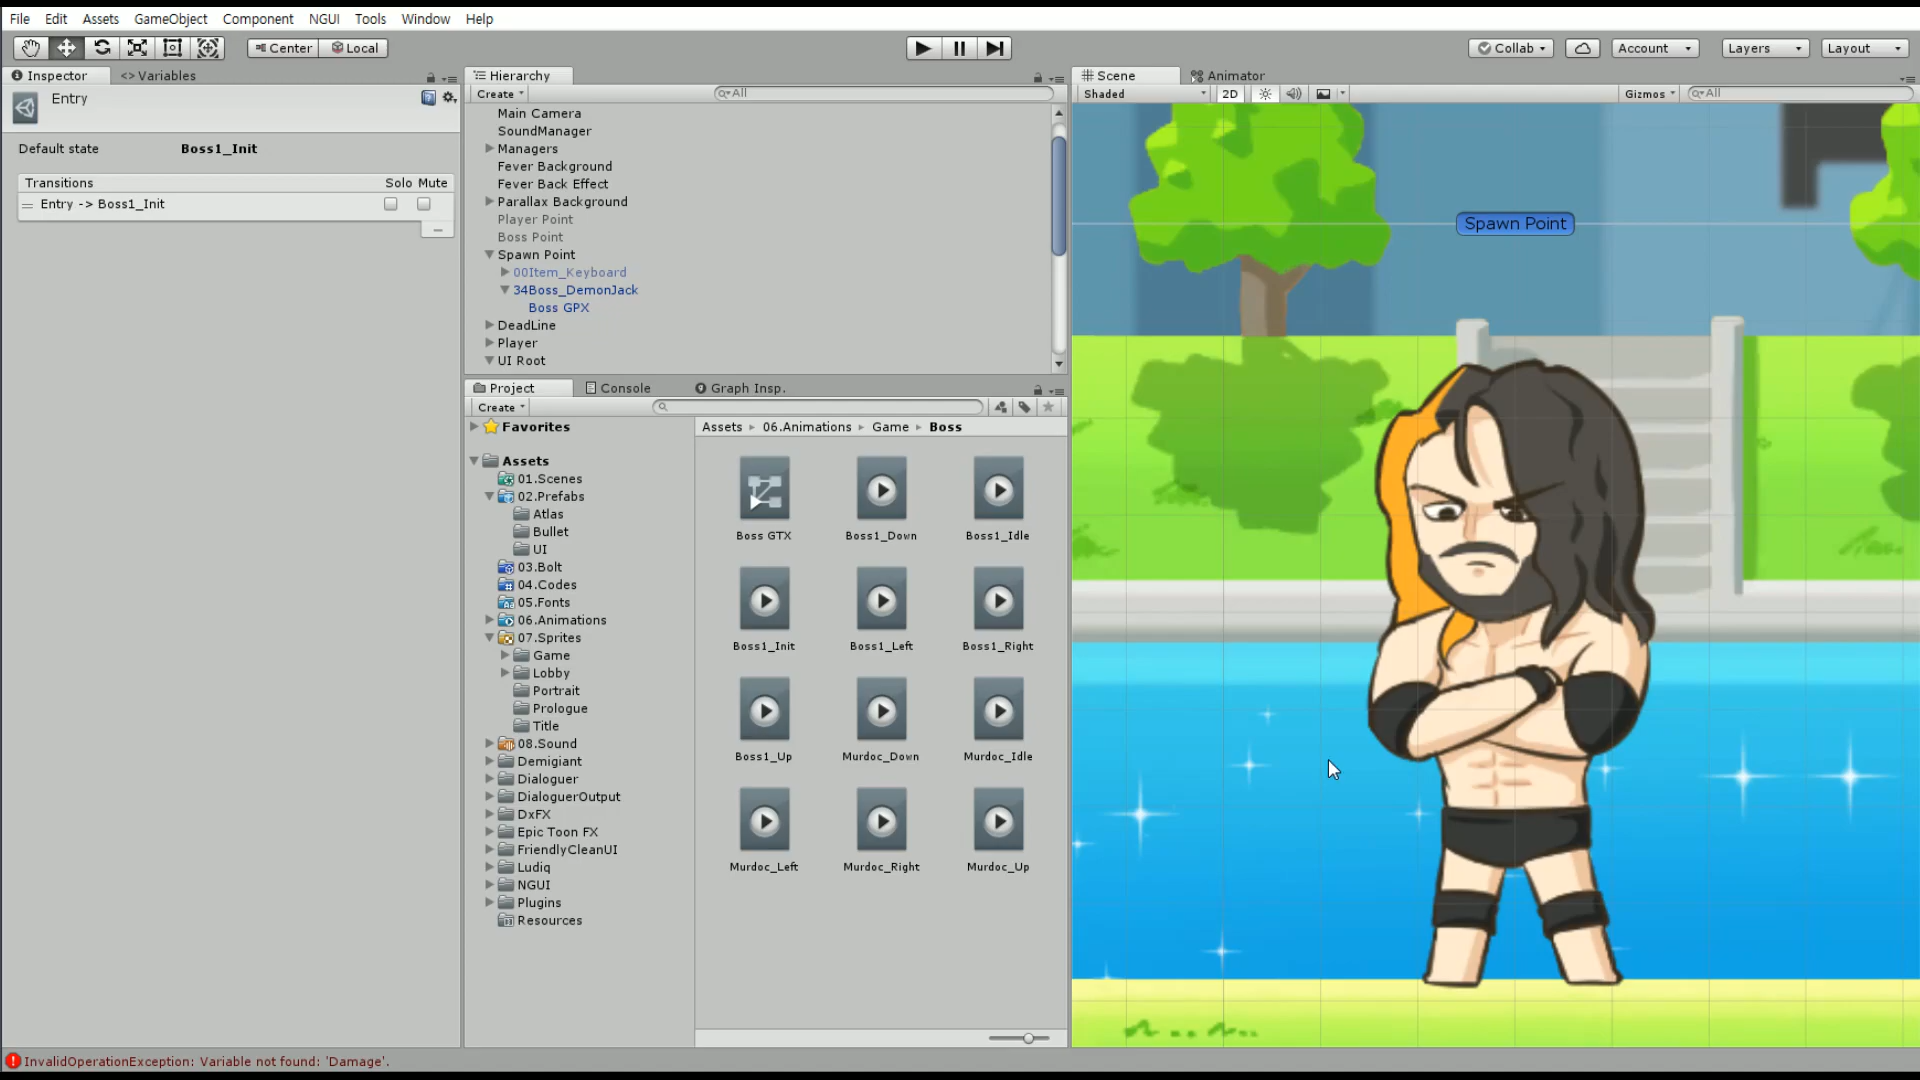 File Edit Assets GameObject Component NGUI Tools Window Help
Center Local Collab Account Layers Layout
Inspector <> Variables
Entry
Default state Boss1_Init
Transitions Solo Mute
Entry -> Boss1_Init
Hierarchy
Create All
Main Camera
SoundManager
Managers
Fever Background
Fever Back Effect
Parallax Background
Player Point
Boss Point
Spawn Point
00Item_Keyboard
34Boss_DemonJack
Boss GPX
DeadLine
Player
UI Root
Project Console Graph Insp.
Create
Favorites
Assets
01.Scenes
02.Prefabs
Atlas
Bullet
UI
03.Bolt
04.Codes
05.Fonts
06.Animations
07.Sprites
Game
Lobby
Portrait
Prologue
Title
08.Sound
Demigiant
Dialoguer
DialoguerOutput
DxFX
Epic Toon FX
FriendlyCleanUI
Ludiq
NGUI
Plugins
Resources
Assets 06.Animations Game Boss
Boss GTX Boss1_Down Boss1_Idle
Boss1_Init Boss1_Left Boss1_Right
Boss1_Up Murdoc_Down Murdoc_Idle
Murdoc_Left Murdoc_Right Murdoc_Up
Scene Animator
Shaded 2D Gizmos All
Spawn Point
InvalidOperationException: Variable not found: 'Damage'.